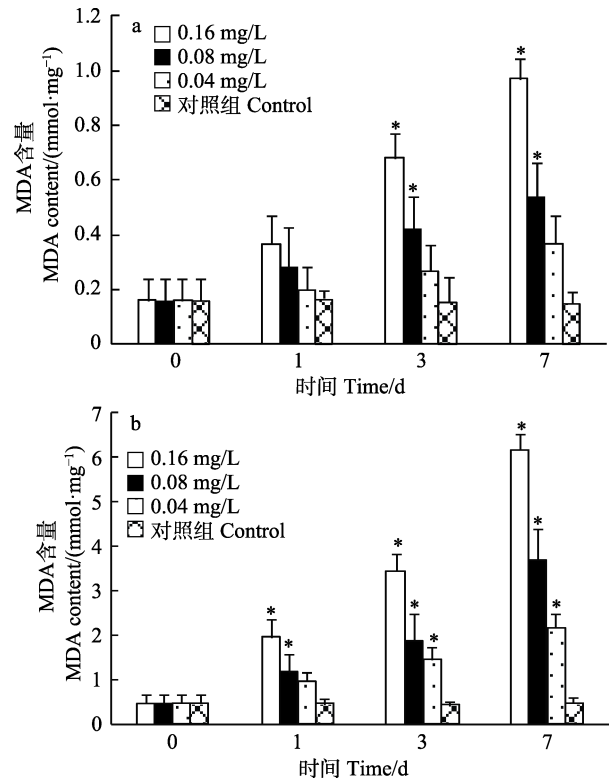 a
0.16 mg/L
0.08 mg/L
0.04 mg/L
对照组 Control
MDA含量
MDA content/(mmol·mg⁻¹)
1.2
1.0
0.8
0.6
0.4
0.2
0
* * * *
0 1 3 7
时间 Time/d
b
0.16 mg/L
0.08 mg/L
0.04 mg/L
对照组 Control
MDA含量
MDA content/(mmol·mg⁻¹)
7
6
5
4
3
2
1
0
* * * * * * * *
0 1 3 7
时间 Time/d